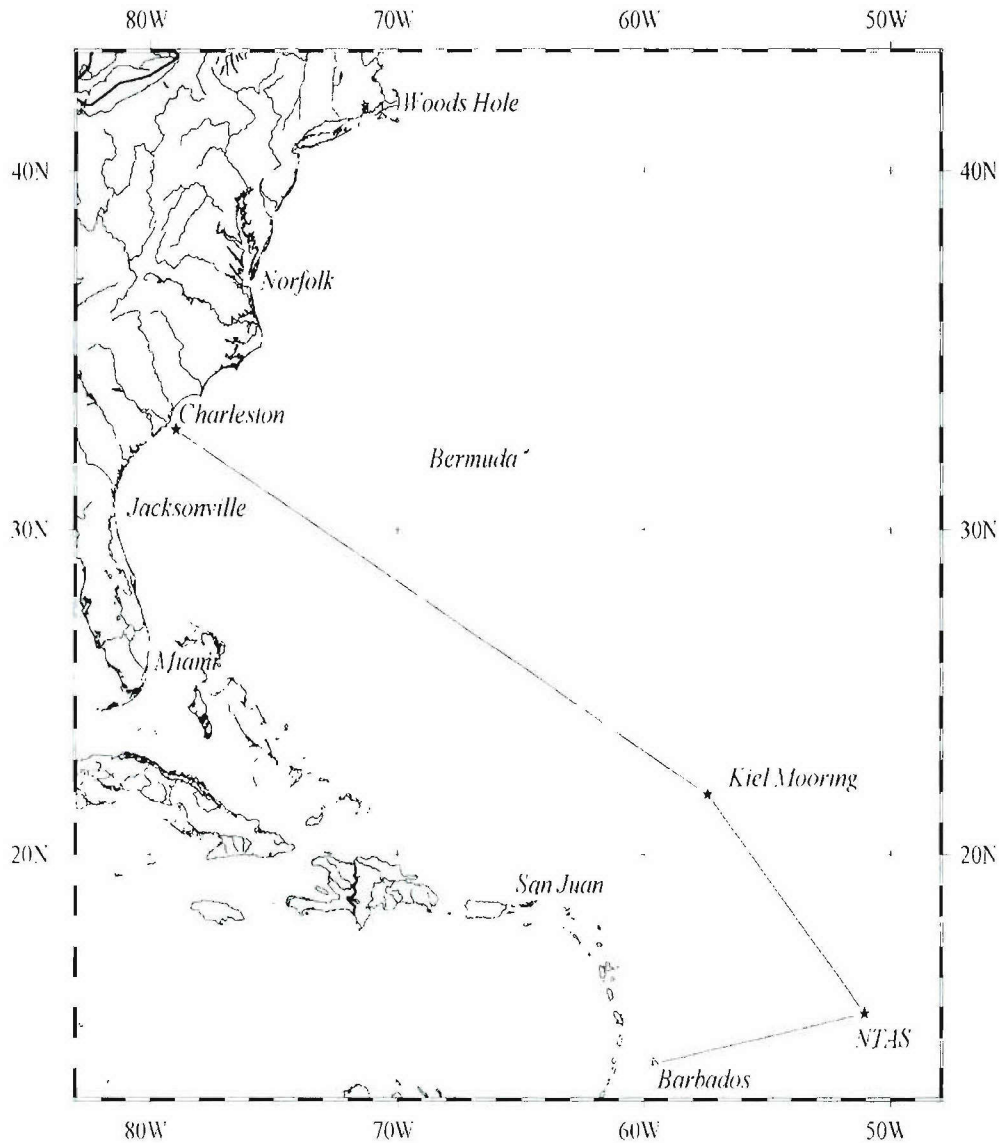 80W 70W 60W 50W
Woods Hole
40N 40N
Norfolk
Charleston
Bermuda
Jacksonville
30N 30N
Miami
Kiel Mooring
20N 20N
San Juan
NTAS
Barbados
80W 70W 60W 50W